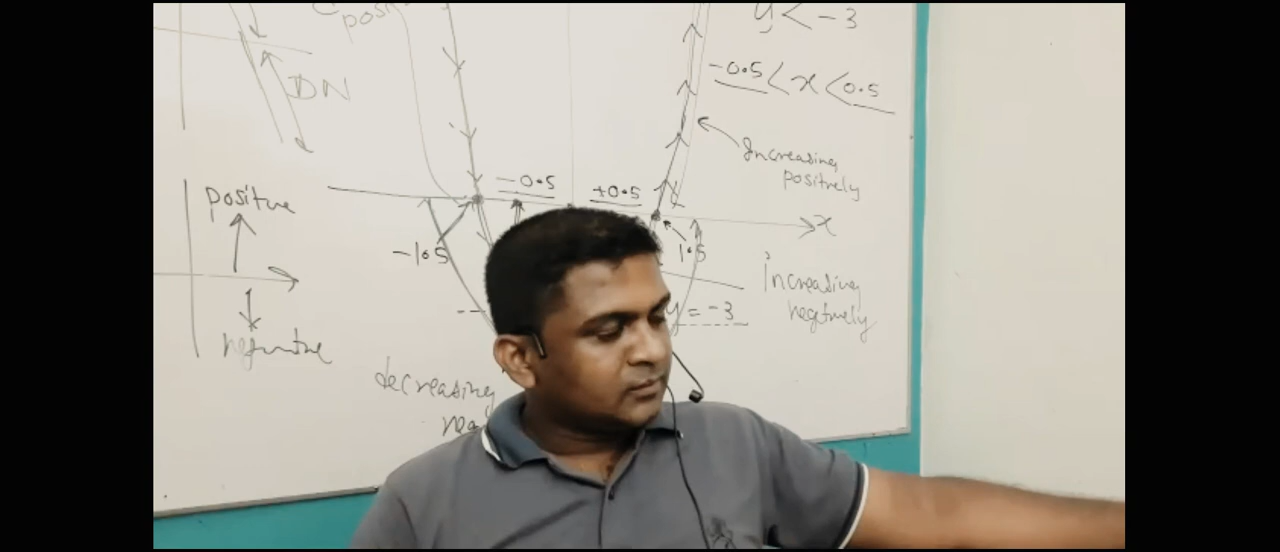 y < -3
-0.5 < x < 0.5
DN
Increasing
positively
-0.5
+0.5
positive
x
-1.5
1.5
increasing
negitvely
y = -3
negative
decreasing